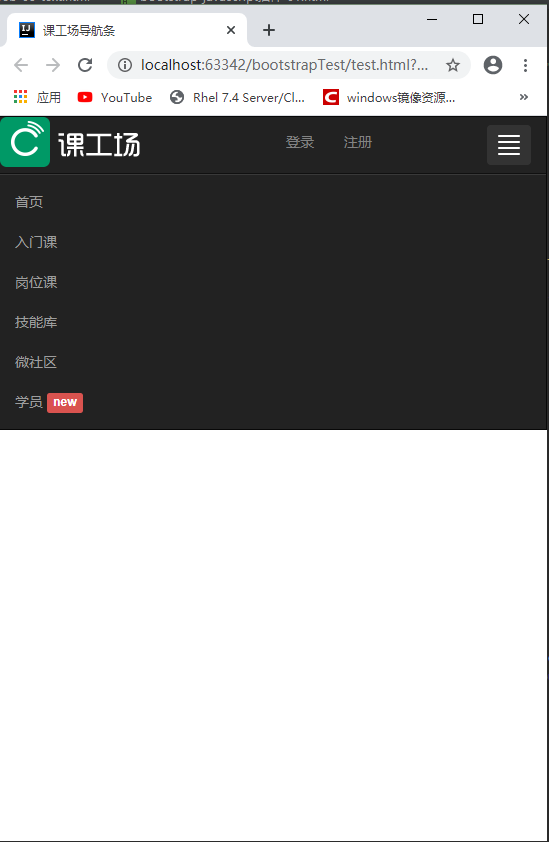 课工场导航条
localhost:63342/bootstrapTest/test.html?...
应用 YouTube Rhel 7.4 Server/Cl... windows镜像资源...
课工场 登录 注册
首页
入门课
岗位课
技能库
微社区
学员 new